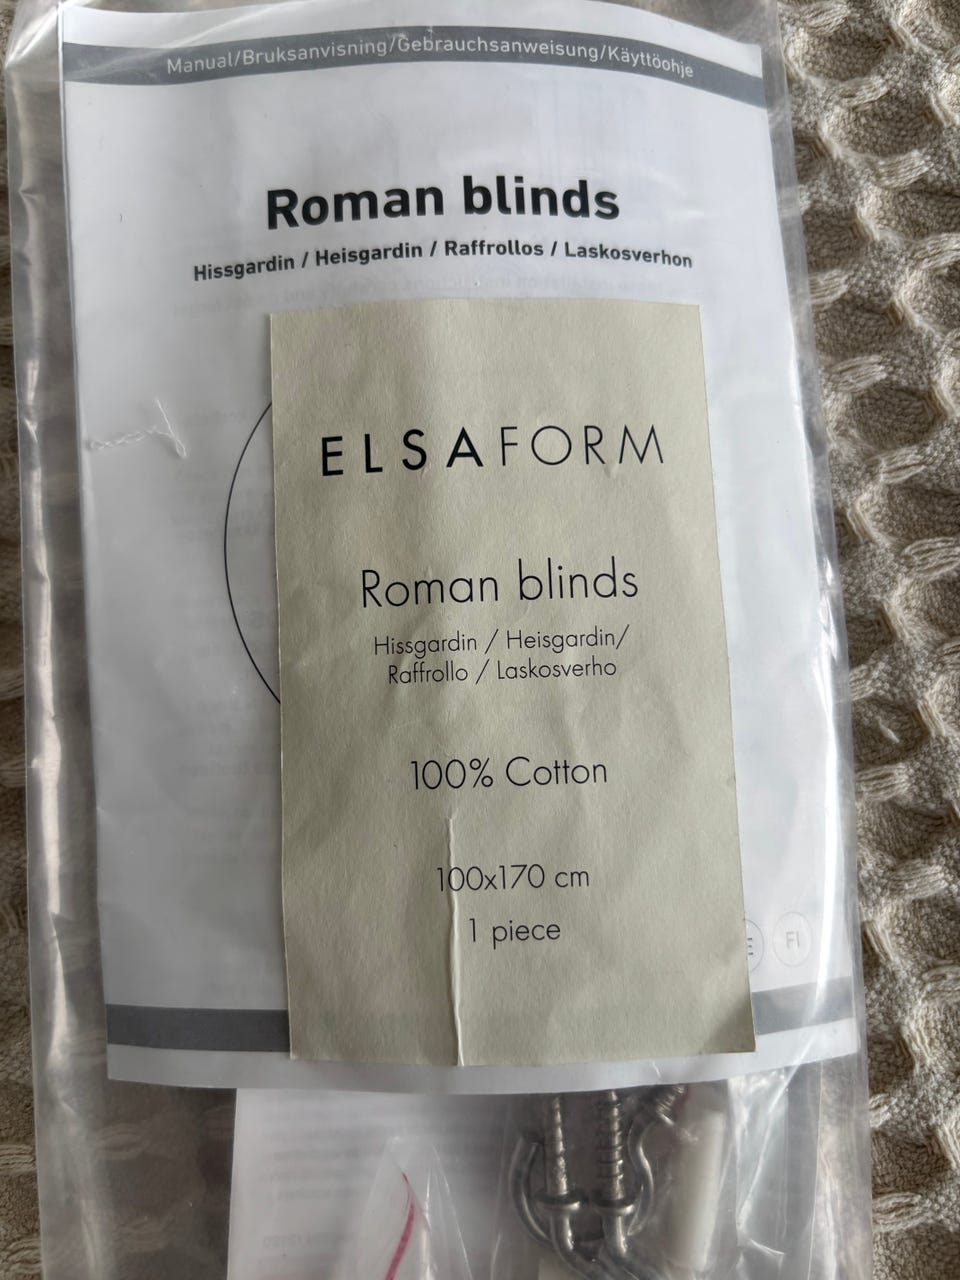 Manual/Bruksanvisning/Gebrauchsanweisung/Käyttöohje
Roman blinds
Hissgardin / Heisgardin / Raffrollos / Laskosverhon
ELSAFORM
Roman blinds
Hissgardin / Heisgardin/
Raffrollo / Laskosverho
100% Cotton
100x170 cm
1 piece
FI